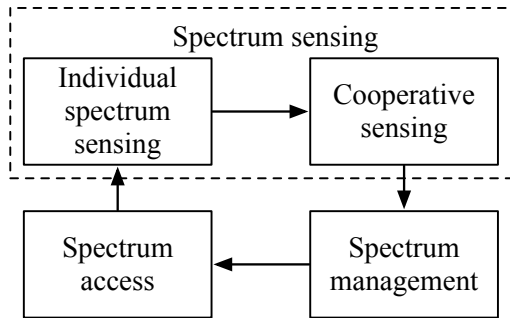 Spectrum sensing
Individual
spectrum
sensing
Cooperative
sensing
Spectrum
access
Spectrum
management